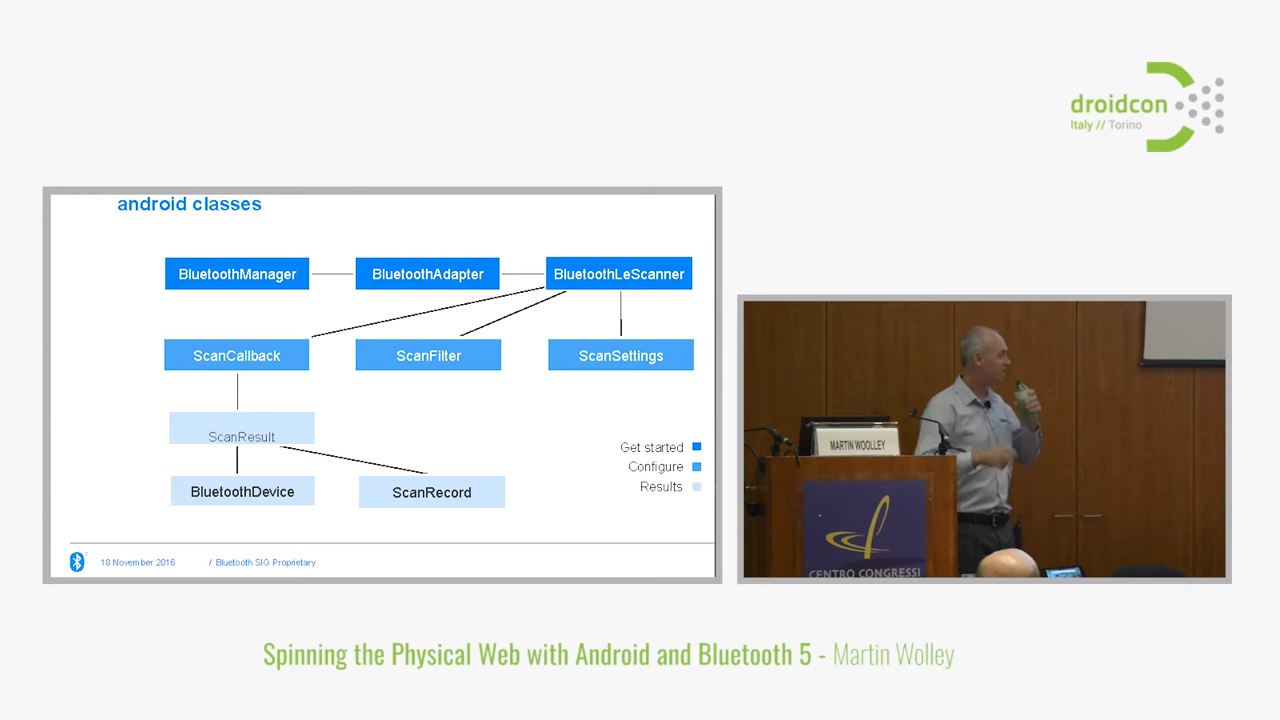 droidcon
Italy // Torino
android classes
BluetoothManager
BluetoothAdapter
BluetoothLeScanner
ScanCallback
ScanFilter
ScanSettings
ScanResult
Get started
Configure
Results
BluetoothDevice
ScanRecord
18 November 2016
/ Bluetooth SIG Proprietary
MARTIN WOOLLEY
CENTRO CONGRESSI
Spinning the Physical Web with Android and Bluetooth 5 - Martin Wolley